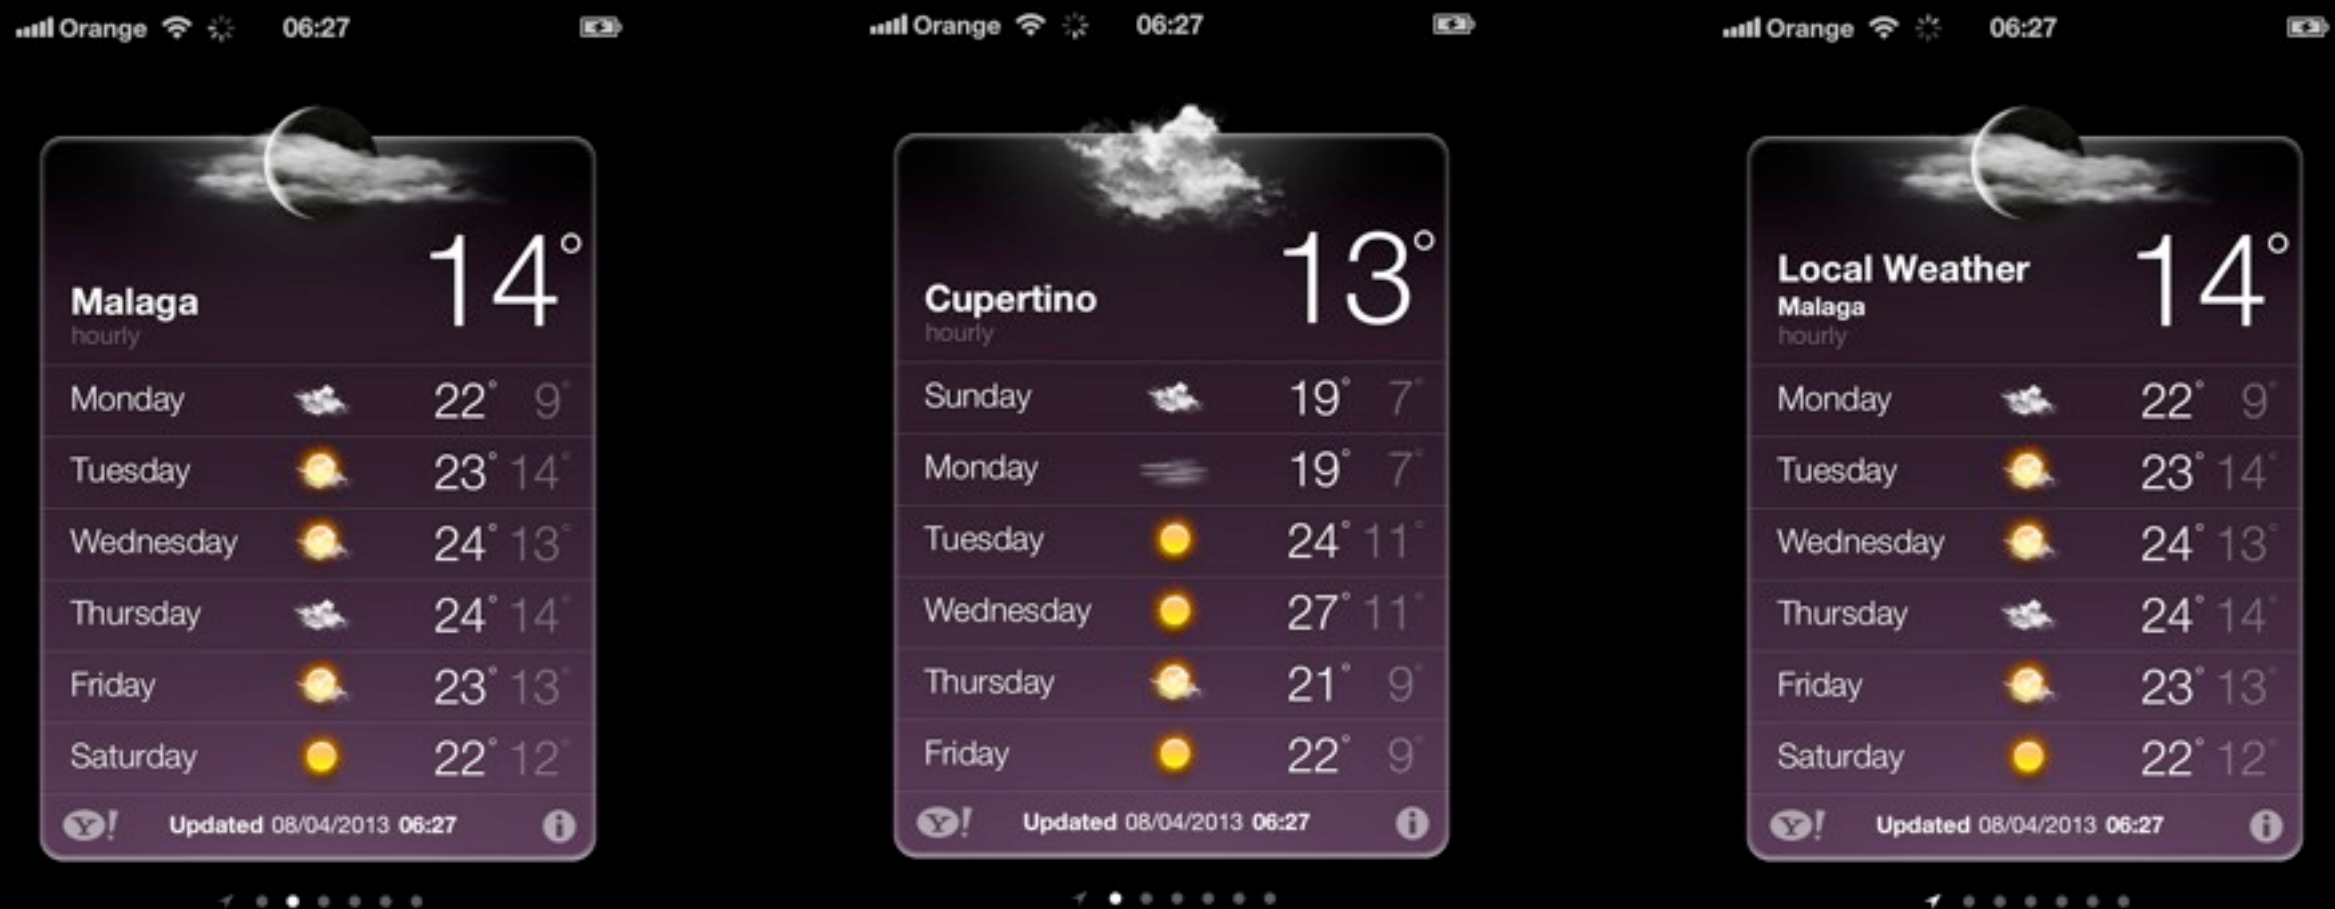 Orange 06:27
14°
Malaga
hourly
Monday 22° 9°
Tuesday 23° 14°
Wednesday 24° 13°
Thursday 24° 14°
Friday 23° 13°
Saturday 22° 12°
Y! Updated 08/04/2013 06:27 i
Orange 06:27
13°
Cupertino
hourly
Sunday 19° 7°
Monday 19° 7°
Tuesday 24° 11°
Wednesday 27° 11°
Thursday 21° 9°
Friday 22° 9°
Y! Updated 08/04/2013 06:27 i
Orange 06:27
14°
Local Weather
Malaga
hourly
Monday 22° 9°
Tuesday 23° 14°
Wednesday 24° 13°
Thursday 24° 14°
Friday 23° 13°
Saturday 22° 12°
Y! Updated 08/04/2013 06:27 i